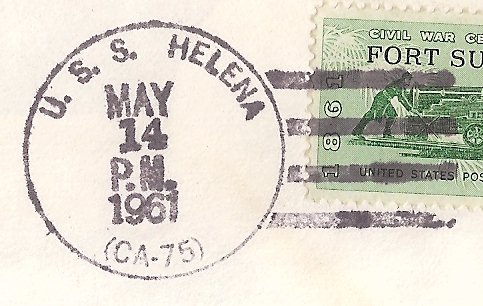 U. S. S. HELENA
MAY
14
P.M.
1961
(CA-75)
CIVIL WAR CE
FORT SU
1861
UNITED STATES POS